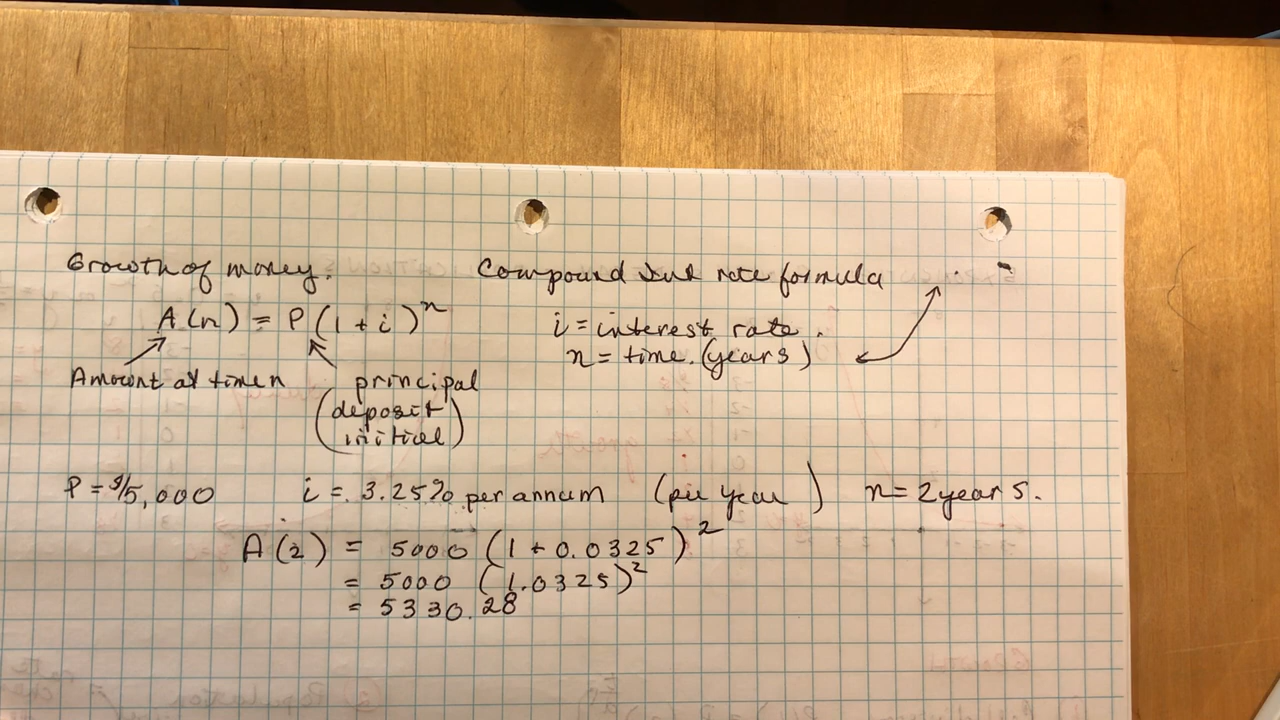 Growth of money. Compound Int rate formula
A(n) = P(1 + i)^n i = interest rate.
n = time. (years)
Amount at time n principal
(deposit
initial)
P = $5,000 i = 3.25% per annum (per year) n = 2 years.
A(2) = 5000 (1 + 0.0325)^2
= 5000 (1.0325)^2
= 5330.28